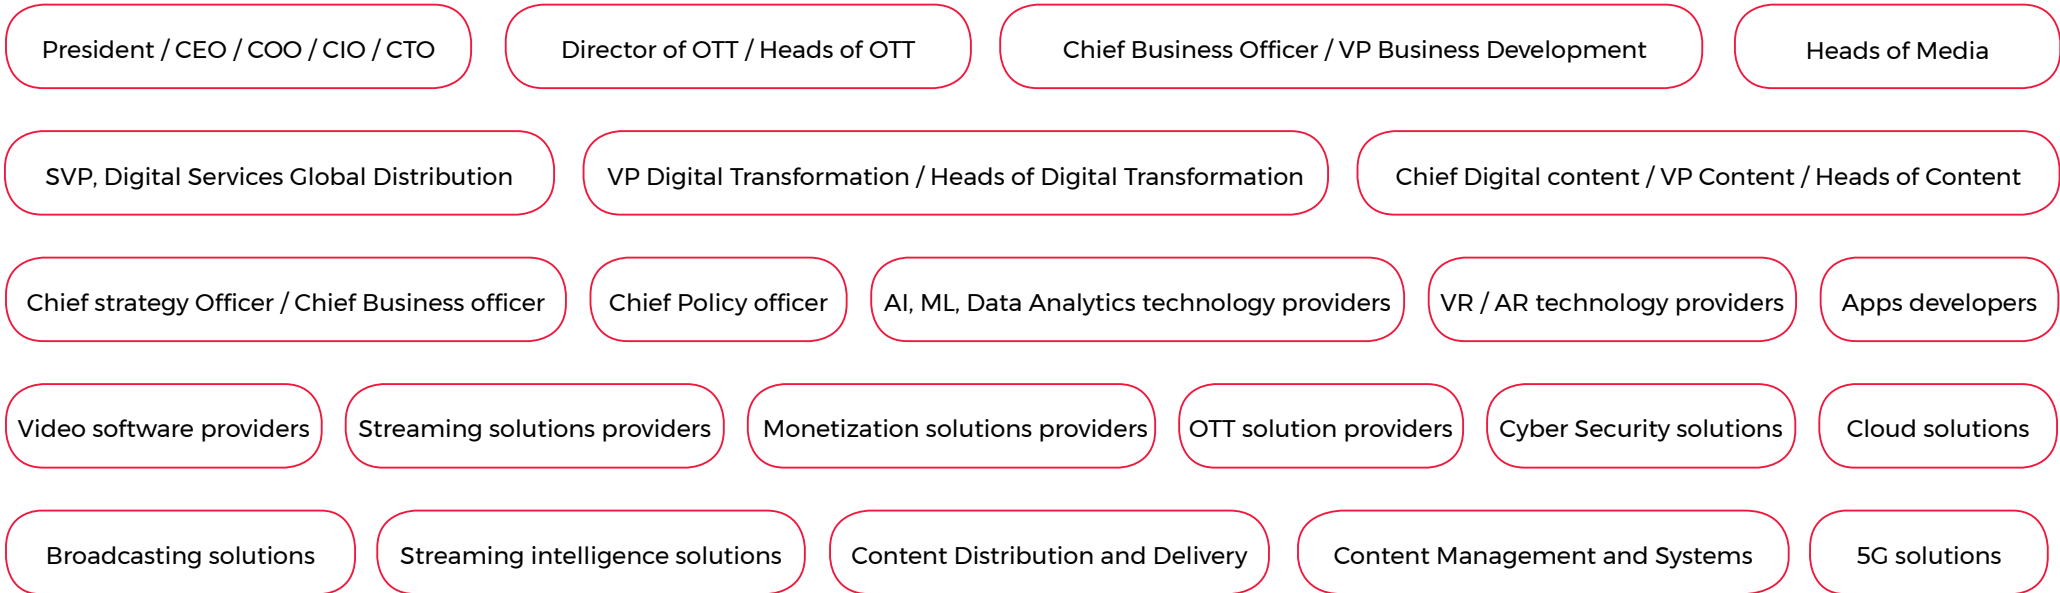 President / CEO / COO / CIO / CTO
Director of OTT / Heads of OTT
Chief Business Officer / VP Business Development
Heads of Media
SVP, Digital Services Global Distribution
VP Digital Transformation / Heads of Digital Transformation
Chief Digital content / VP Content / Heads of Content
Chief strategy Officer / Chief Business officer
Chief Policy officer
AI, ML, Data Analytics technology providers
VR / AR technology providers
Apps developers
Video software providers
Streaming solutions providers
Monetization solutions providers
OTT solution providers
Cyber Security solutions
Cloud solutions
Broadcasting solutions
Streaming intelligence solutions
Content Distribution and Delivery
Content Management and Systems
5G solutions